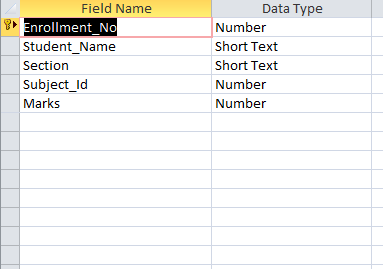 Field Name Data Type
Enrollment_No Number
Student_Name Short Text
Section Short Text
Subject_Id Number
Marks Number